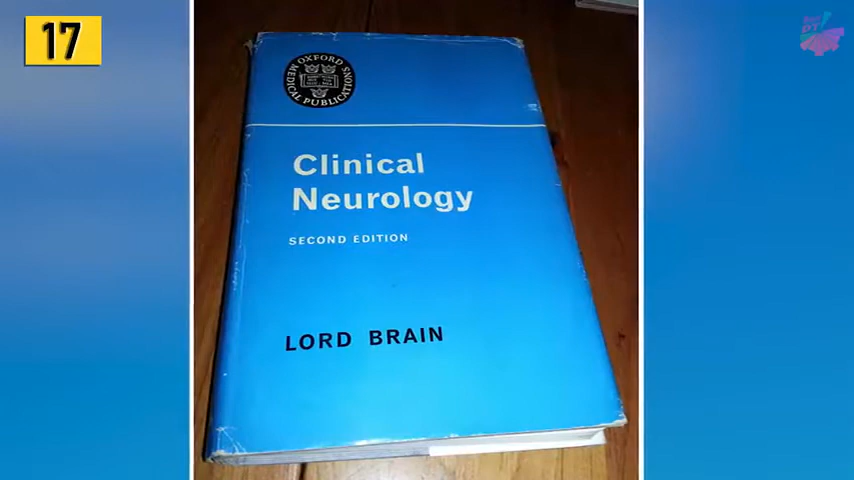 17
OXFORD
MEDICAL PUBLICATIONS
Clinical
Neurology
SECOND EDITION
LORD BRAIN